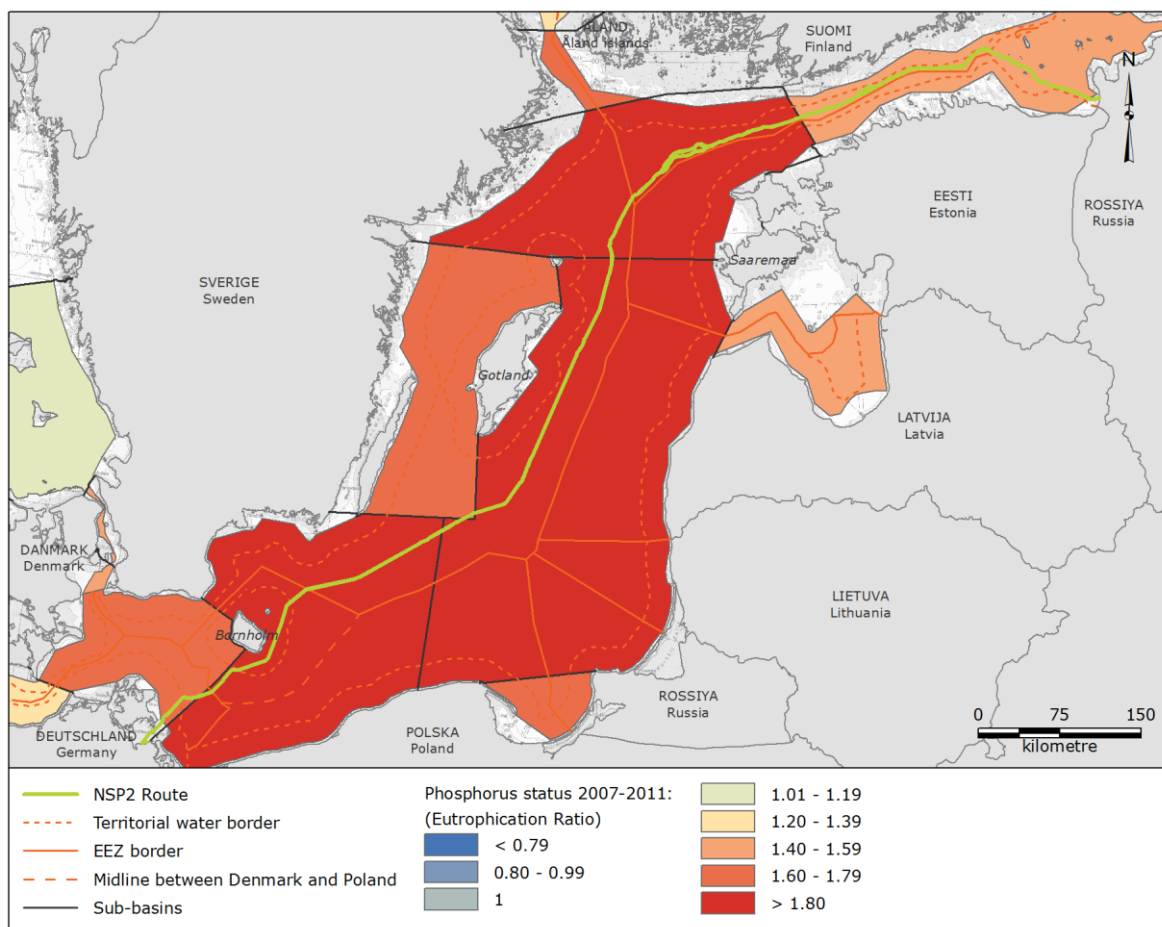 ÅLAND
Åland Islands
SUOMI
Finland
N
EESTI
Estonia
ROSSIYA
Russia
SVERIGE
Sweden
Saaremaa
Gotland
LATVIJA
Latvia
DANMARK
Denmark
LIETUVA
Lithuania
Bornholm
ROSSIYA
Russia
DEUTSCHLAND
Germany
POLSKA
Poland
0 75 150
kilometre
NSP2 Route
Territorial water border
EEZ border
Midline between Denmark and Poland
Sub-basins
Phosphorus status 2007-2011:
(Eutrophication Ratio)
< 0.79
0.80 - 0.99
1
1.01 - 1.19
1.20 - 1.39
1.40 - 1.59
1.60 - 1.79
> 1.80